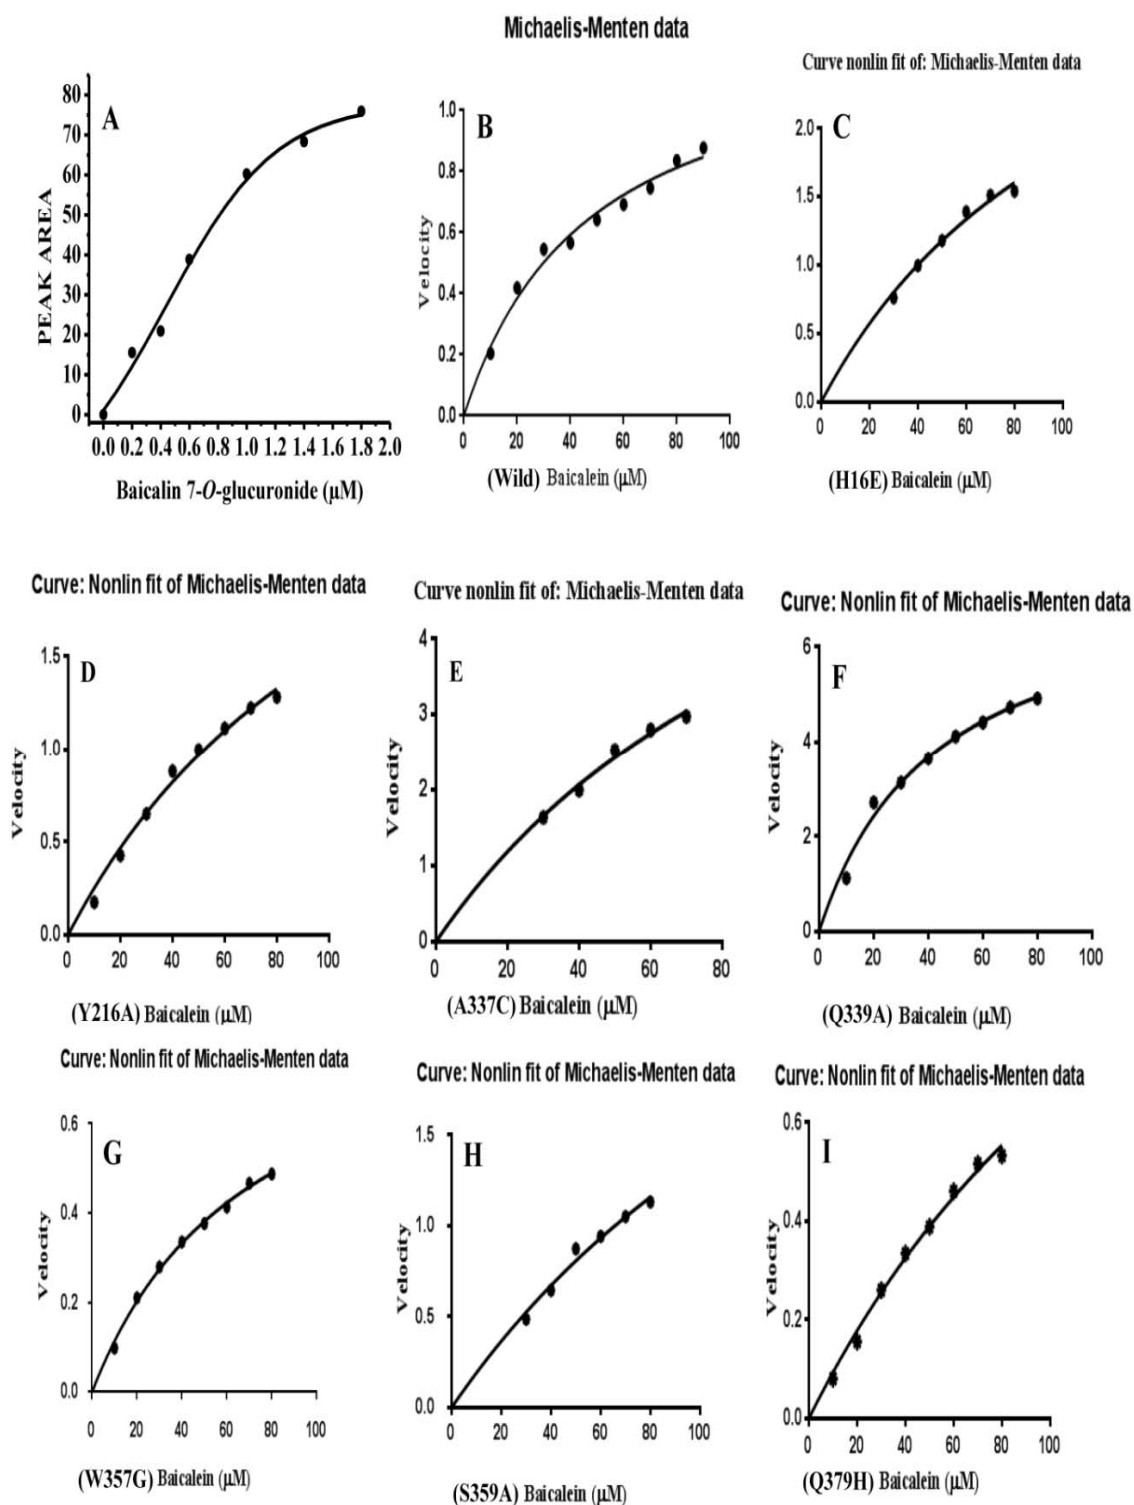 Michaelis-Menten data
Curve nonlin fit of: Michaelis-Menten data
A
PEAK AREA
80
70
60
50
40
30
20
10
0
0.0 0.2 0.4 0.6 0.8 1.0 1.2 1.4 1.6 1.8 2.0
Baicalin 7-O-glucuronide (µM)
B
Velocity
1.0
0.8
0.6
0.4
0.2
0.0
0 20 40 60 80 100
(Wild) Baicalein (µM)
C
2.0
1.5
1.0
0.5
0.0
0 20 40 60 80 100
(H16E) Baicalein (µM)
Curve: Nonlin fit of Michaelis-Menten data
D
Velocity
1.5
1.0
0.5
0.0
0 20 40 60 80 100
(Y216A) Baicalein (µM)
Curve nonlin fit of: Michaelis-Menten data
E
Velocity
4
3
2
1
0
0 20 40 60 80
(A337C) Baicalein (µM)
Curve: Nonlin fit of Michaelis-Menten data
F
Velocity
6
4
2
0
0 20 40 60 80 100
(Q339A) Baicalein (µM)
Curve: Nonlin fit of Michaelis-Menten data
G
Velocity
0.6
0.4
0.2
0.0
0 20 40 60 80 100
(W357G) Baicalein (µM)
Curve: Nonlin fit of Michaelis-Menten data
H
Velocity
1.5
1.0
0.5
0.0
0 20 40 60 80 100
(S359A) Baicalein (µM)
Curve: Nonlin fit of Michaelis-Menten data
I
Velocity
0.6
0.4
0.2
0.0
0 20 40 60 80 100
(Q379H) Baicalein (µM)